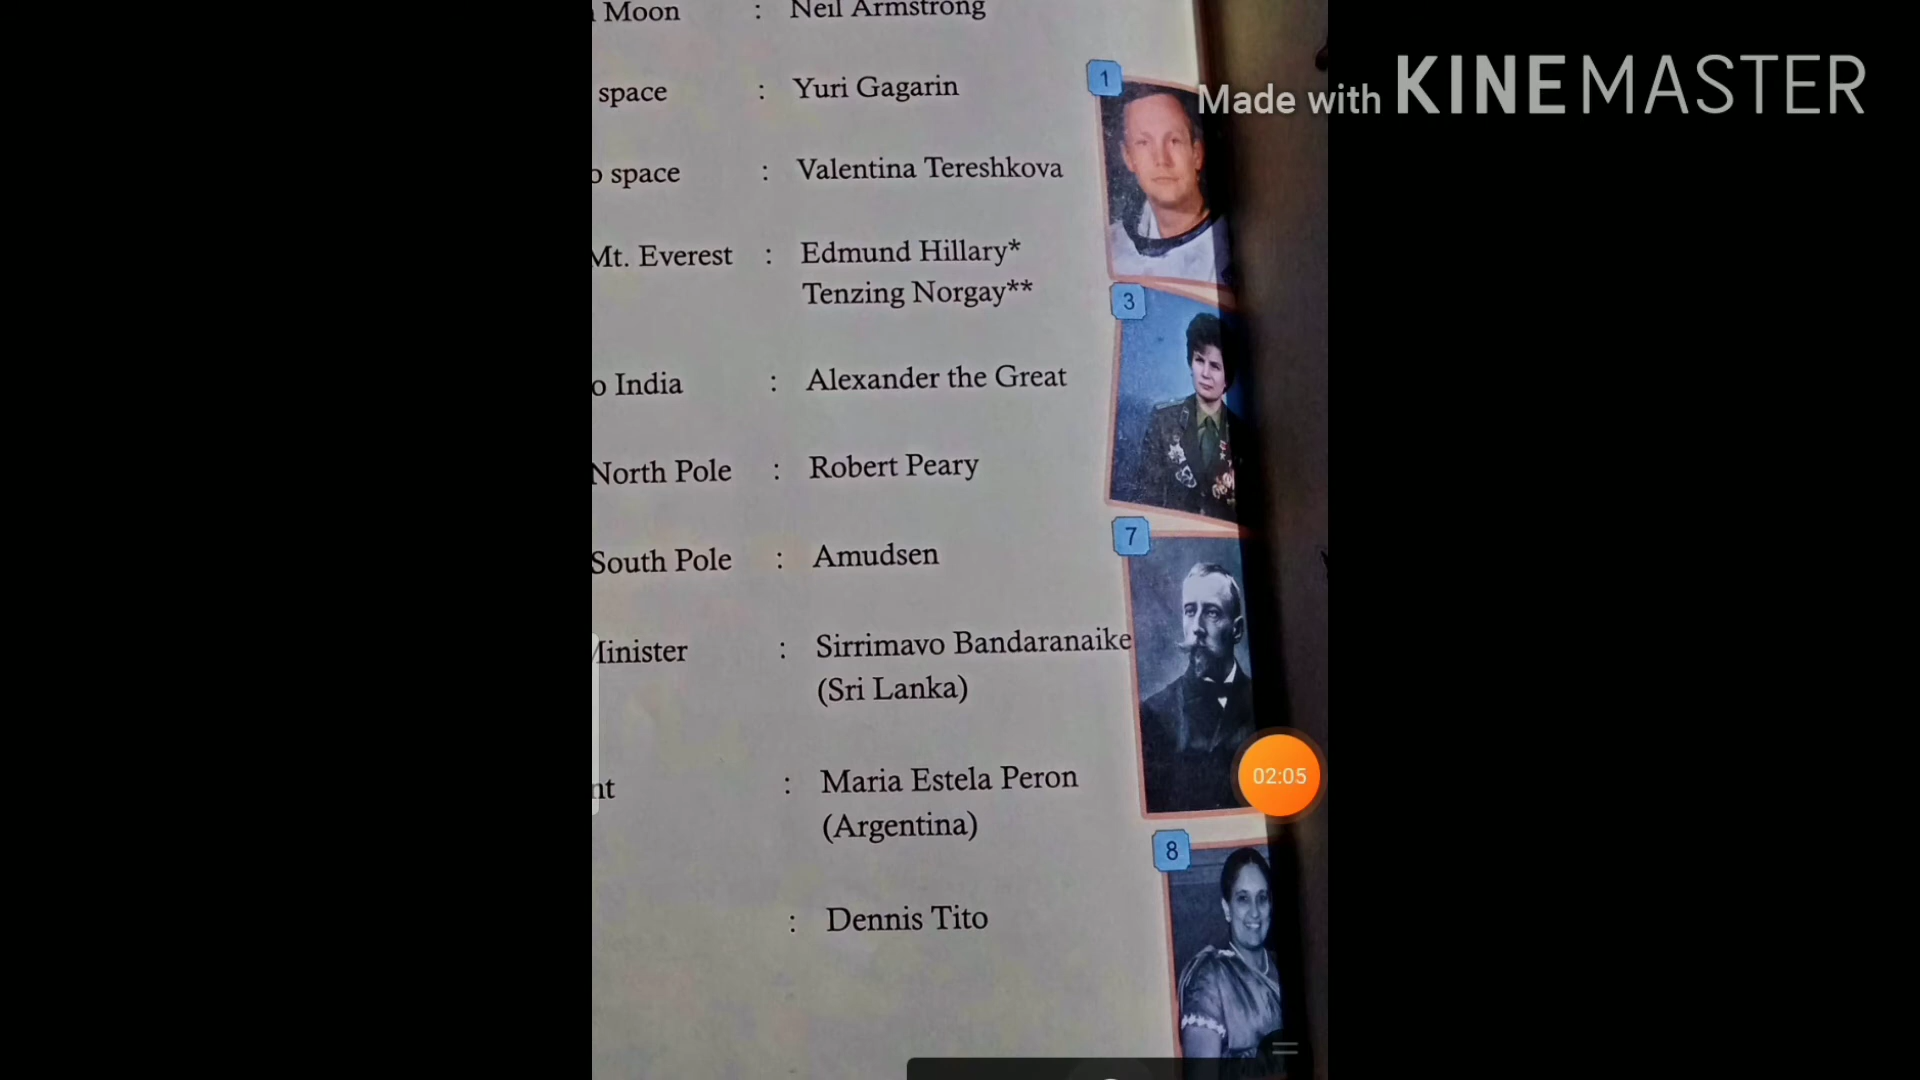 Moon : Neil Armstrong
space : Yuri Gagarin
o space : Valentina Tereshkova
Mt. Everest : Edmund Hillary*
Tenzing Norgay**
o India : Alexander the Great
North Pole : Robert Peary
South Pole : Amudsen
Minister : Sirrimavo Bandaranaike
(Sri Lanka)
nt : Maria Estela Peron
(Argentina)
: Dennis Tito
1
3
7
8
02:05
Made with KINEMASTER